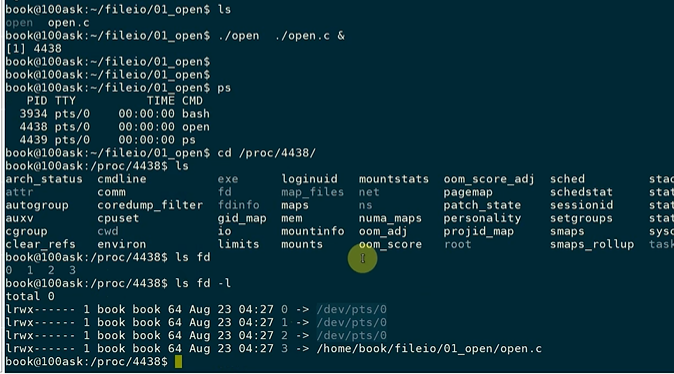 book@100ask:~/fileio/01_open$ ls
open  open.c
book@100ask:~/fileio/01_open$ ./open  ./open.c &
[1] 4438
book@100ask:~/fileio/01_open$
book@100ask:~/fileio/01_open$
book@100ask:~/fileio/01_open$ ps
PID TTY          TIME CMD
3934 pts/0    00:00:00 bash
4438 pts/0    00:00:00 open
4439 pts/0    00:00:00 ps
book@100ask:~/fileio/01_open$ cd /proc/4438/
book@100ask:/proc/4438$ ls
arch_status  cmdline  exe  loginuid  mountstats  oom_score_adj  sched  stac
attr  comm  fd  map_files  net  pagemap  schedstat  stat
autogroup  coredump_filter  fdinfo  maps  ns  patch_state  sessionid  stat
auxv  cpuset  gid_map  mem  numa_maps  personality  setgroups  stat
cgroup  cwd  io  mountinfo  oom_adj  projid_map  smaps  sysc
clear_refs  environ  limits  mounts  oom_score  root  smaps_rollup  task
book@100ask:/proc/4438$ ls fd
0  1  2  3
book@100ask:/proc/4438$ ls fd -l
total 0
lrwx------ 1 book book 64 Aug 23 04:27 0 -> /dev/pts/0
lrwx------ 1 book book 64 Aug 23 04:27 1 -> /dev/pts/0
lrwx------ 1 book book 64 Aug 23 04:27 2 -> /dev/pts/0
lrwx------ 1 book book 64 Aug 23 04:27 3 -> /home/book/fileio/01_open/open.c
book@100ask:/proc/4438$